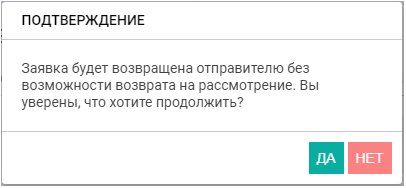 ПОДТВЕРЖДЕНИЕ
Заявка будет возвращена отправителю без
возможности возврата на рассмотрение. Вы
уверены, что хотите продолжить?
ДА НЕТ